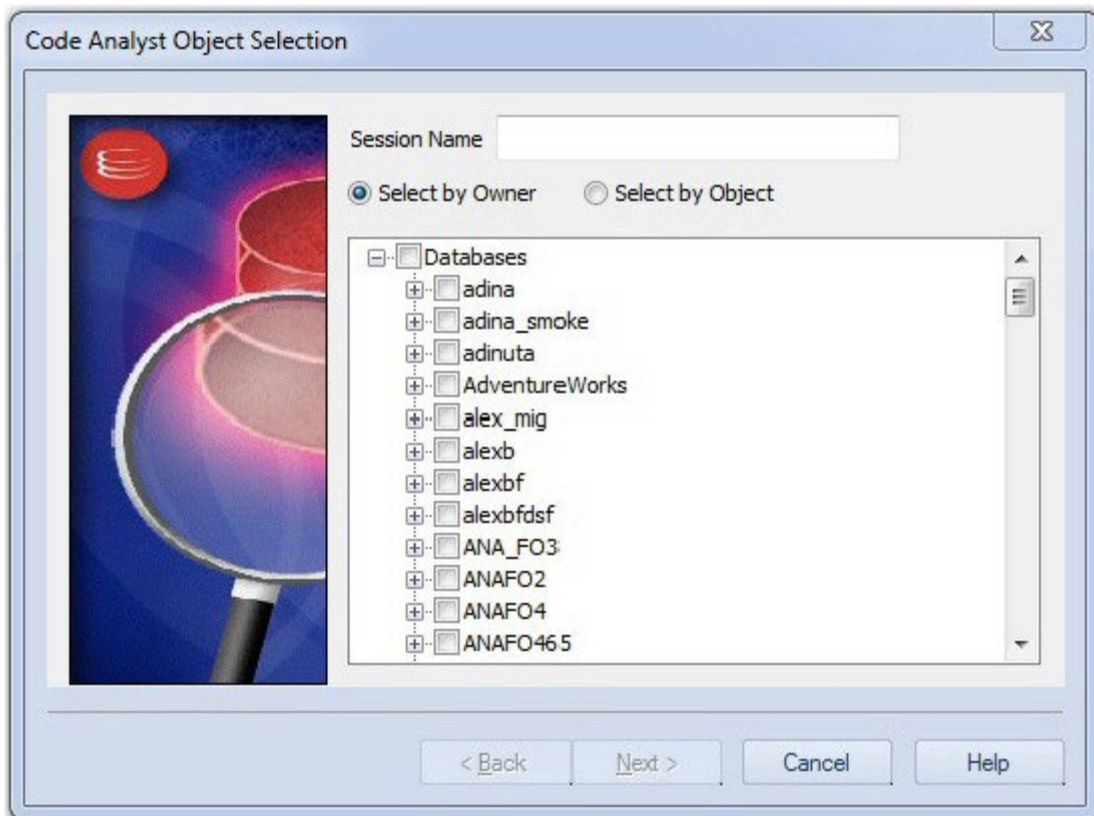 Code Analyst Object Selection
Session Name
Select by Owner Select by Object
Databases
adina
adina_smoke
adinuta
AdventureWorks
alex_mig
alexb
alexbf
alexbfdsf
ANA_FO3
ANAFO2
ANAFO4
ANAFO465
< Back Next > Cancel Help